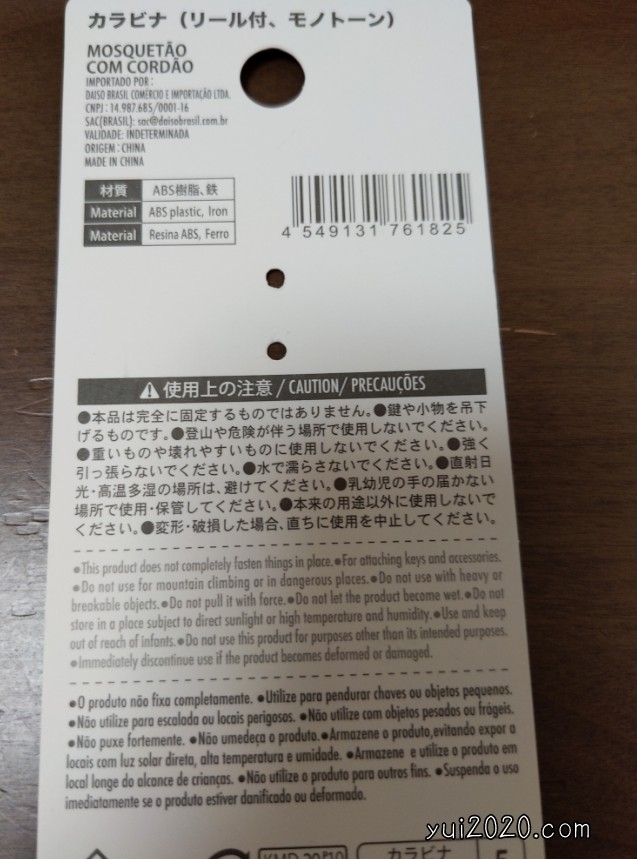 カラビナ（リール付、モノトーン）
MOSQUETÃO
COM CORDÃO
IMPORTADO POR:
DAISO BRASIL COMÉRCIO E IMPORTAÇÃO LTDA.
CNPJ: 14.987.685/0001-16
SAC(BRASIL): sac@daisobrasil.com.br
VALIDADE: INDETERMINADA
ORIGEM: CHINA
MADE IN CHINA
材質 ABS樹脂、鉄
Material ABS plastic, Iron
Material Resina ABS, Ferro
4 549131 761825
使用上の注意 / CAUTION/ PRECAUÇÕES
●本品は完全に固定するものではありません。●鍵や小物を吊下
げるものです。●登山や危険が伴う場所で使用しないでください。
●重いものや壊れやすいものに使用しないでください。●強く
引っ張らないでください。●水で濡らさないでください。●直射日
光・高温多湿の場所は、避けてください。●乳幼児の手の届かない
場所で使用・保管してください。●本来の用途以外に使用しないで
ください。●変形・破損した場合、直ちに使用を中止してください。
●This product does not completely fasten things in place.●For attaching keys and accessories.
●Do not use for mountain climbing or in dangerous places.●Do not use with heavy or
breakable objects.●Do not pull it with force.●Do not let the product become wet.●Do not
store in a place subject to direct sunlight or high temperature and humidity.●Use and keep
out of reach of infants.●Do not use this product for purposes other than its intended purposes.
●Immediately discontinue use if the product becomes deformed or damaged.
●O produto não fixa completamente. ●Utilize para pendurar chaves ou objetos pequenos.
●Não utilize para escalada ou locais perigosos. ●Não utilize com objetos pesados ou frágeis.
●Não puxe fortemente. ●Não umedeça o produto.●Armazene o produto,evitando expor a
locais com luz solar direta, alta temperatura e umidade. ●Armazene e utilize o produto em
local longe do alcance de crianças. ●Não utilize o produto para outros fins. ●Suspenda o uso
imediatamente se o produto estiver danificado ou deformado.
yui2020.com
カラビナ